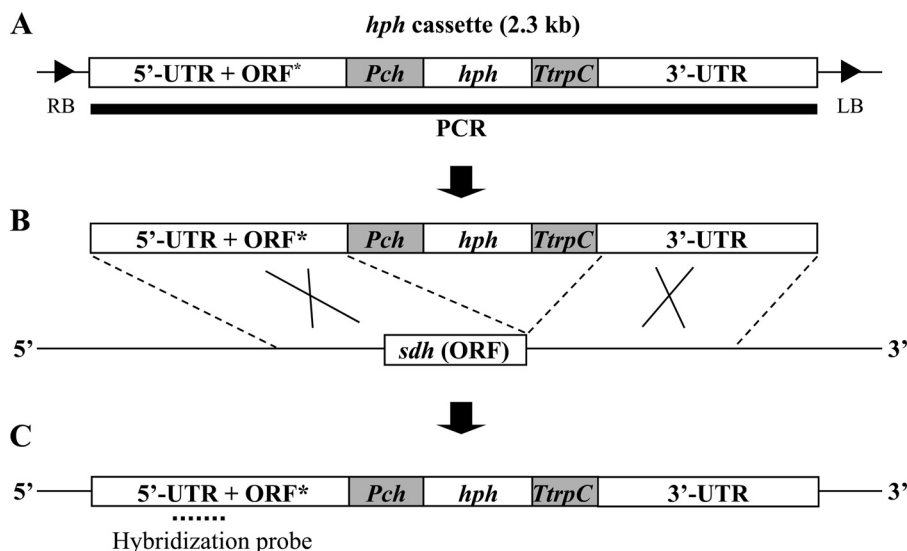 A
hph cassette (2.3 kb)
5’-UTR + ORF* Pch hph TtrpC 3’-UTR
RB LB
PCR
B
5’-UTR + ORF* Pch hph TtrpC 3’-UTR
5’ sdh (ORF) 3’
C
5’ 5’-UTR + ORF* Pch hph TtrpC 3’-UTR 3’
Hybridization probe